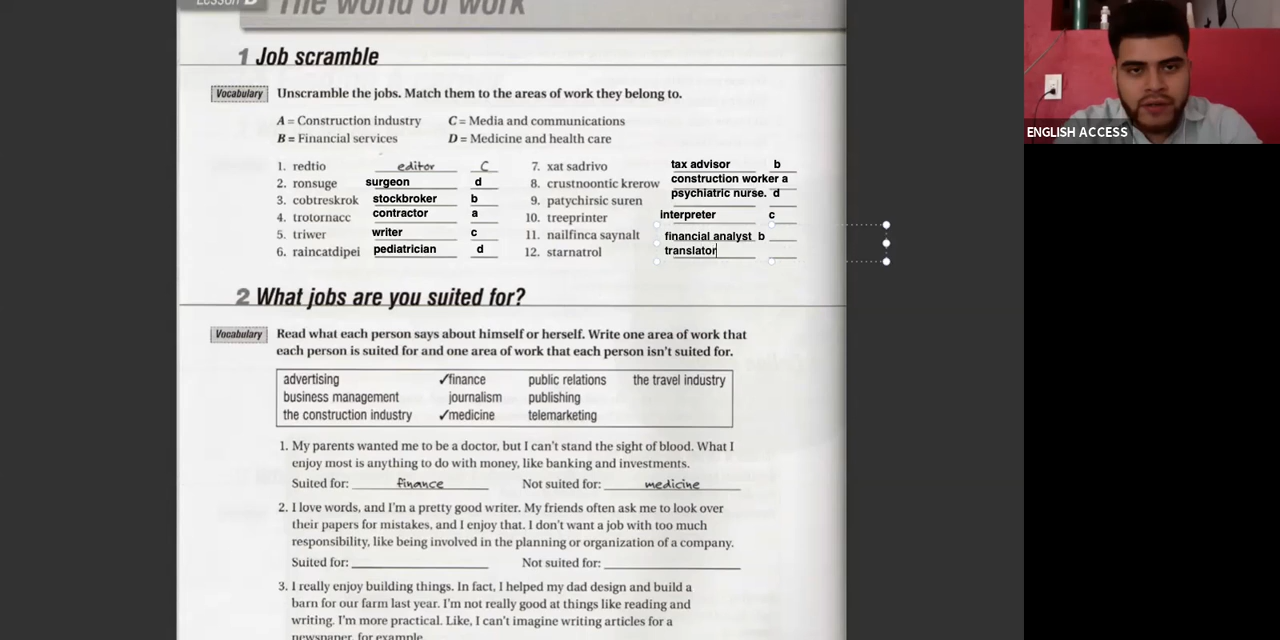 Lesson B The world of work
1 Job scramble
Vocabulary Unscramble the jobs. Match them to the areas of work they belong to.
A = Construction industry C = Media and communications
B = Financial services D = Medicine and health care
1. redtio editor C 7. xat sadrivo tax advisor b
2. ronsuge surgeon d 8. crustnoontic krerow construction worker a
3. cobtreskrok stockbroker b 9. patychirsic suren psychiatric nurse. d
4. trotornacc contractor a 10. treeprinter interpreter c
5. triwer writer c 11. nailfinca saynalt financial analyst b
6. raincatdipei pediatrician d 12. starnatrol translator
2 What jobs are you suited for?
Vocabulary Read what each person says about himself or herself. Write one area of work that
each person is suited for and one area of work that each person isn't suited for.
advertising ✓finance public relations the travel industry
business management journalism publishing
the construction industry ✓medicine telemarketing
1. My parents wanted me to be a doctor, but I can't stand the sight of blood. What I
enjoy most is anything to do with money, like banking and investments.
Suited for: finance Not suited for: medicine
2. I love words, and I'm a pretty good writer. My friends often ask me to look over
their papers for mistakes, and I enjoy that. I don't want a job with too much
responsibility, like being involved in the planning or organization of a company.
Suited for: Not suited for:
3. I really enjoy building things. In fact, I helped my dad design and build a
barn for our farm last year. I'm not really good at things like reading and
writing. I'm more practical. Like, I can't imagine writing articles for a
newspaper, for example.
ENGLISH ACCESS